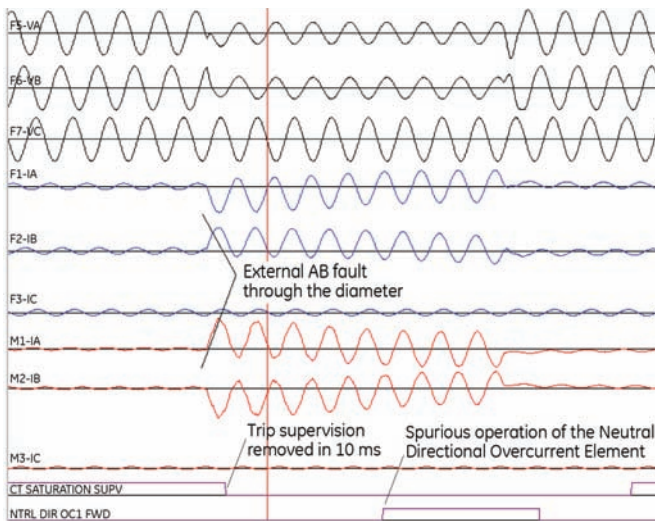 F5-VA
F6-VB
F7-VC
F1-IA
F2-IB
External AB fault
through the diameter
F3-IC
M1-IA
M2-IB
Trip supervision
removed in 10 ms
Spurious operation of the Neutral
Directional Overcurrent Element
M3-IC
CT SATURATION SUPV
NTRL DIR OC1 FWD